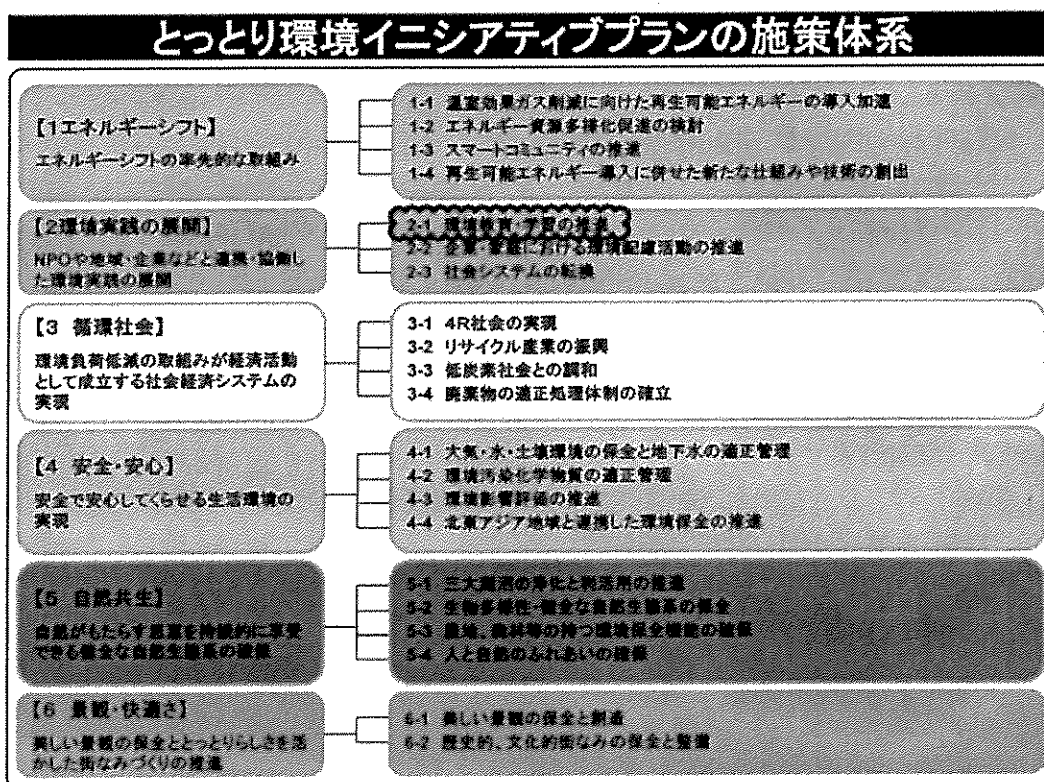 とっとり環境イニシアティブプランの施策体系
【1エネルギーシフト】
エネルギーシフトの率先的な取組み
1-1 温室効果ガス削減に向けた再生可能エネルギーの導入加速
1-2 エネルギー資源多様化促進の検討
1-3 スマートコミュニティの推進
1-4 再生可能エネルギー導入に併せた新たな仕組みや技術の創出
【2環境実践の展開】
NPOや地域・企業などと連携・協働し
た環境実践の展開
2-1 環境教育・学習の推進
2-2 企業・家庭における環境配慮活動の推進
2-3 社会システムの転換
【3 循環社会】
環境負荷低減の取組みが経済活動
として成立する社会経済システムの
実現
3-1 4R社会の実現
3-2 リサイクル産業の振興
3-3 低炭素社会との調和
3-4 廃棄物の適正処理体制の確立
【4 安全・安心】
安全で安心してくらせる生活環境の
実現
4-1 大気・水・土壌環境の保全と地下水の適正管理
4-2 環境汚染化学物質の適正管理
4-3 環境影響評価の推進
4-4 北東アジア地域と連携した環境保全の推進
【5 自然共生】
自然がもたらす恩恵を持続的に享受
できる健全な自然生態系の確保
5-1 三大湖沼の浄化と利活用の推進
5-2 生物多様性・健全な自然生態系の保全
5-3 農地、森林等の持つ環境保全機能の確保
5-4 人と自然のふれあいの確保
【6 景観・快適さ】
美しい景観の保全ととっとりらしさを活
かした街なみづくりの推進
6-1 美しい景観の保全と創造
6-2 歴史的、文化的街なみの保全と整備